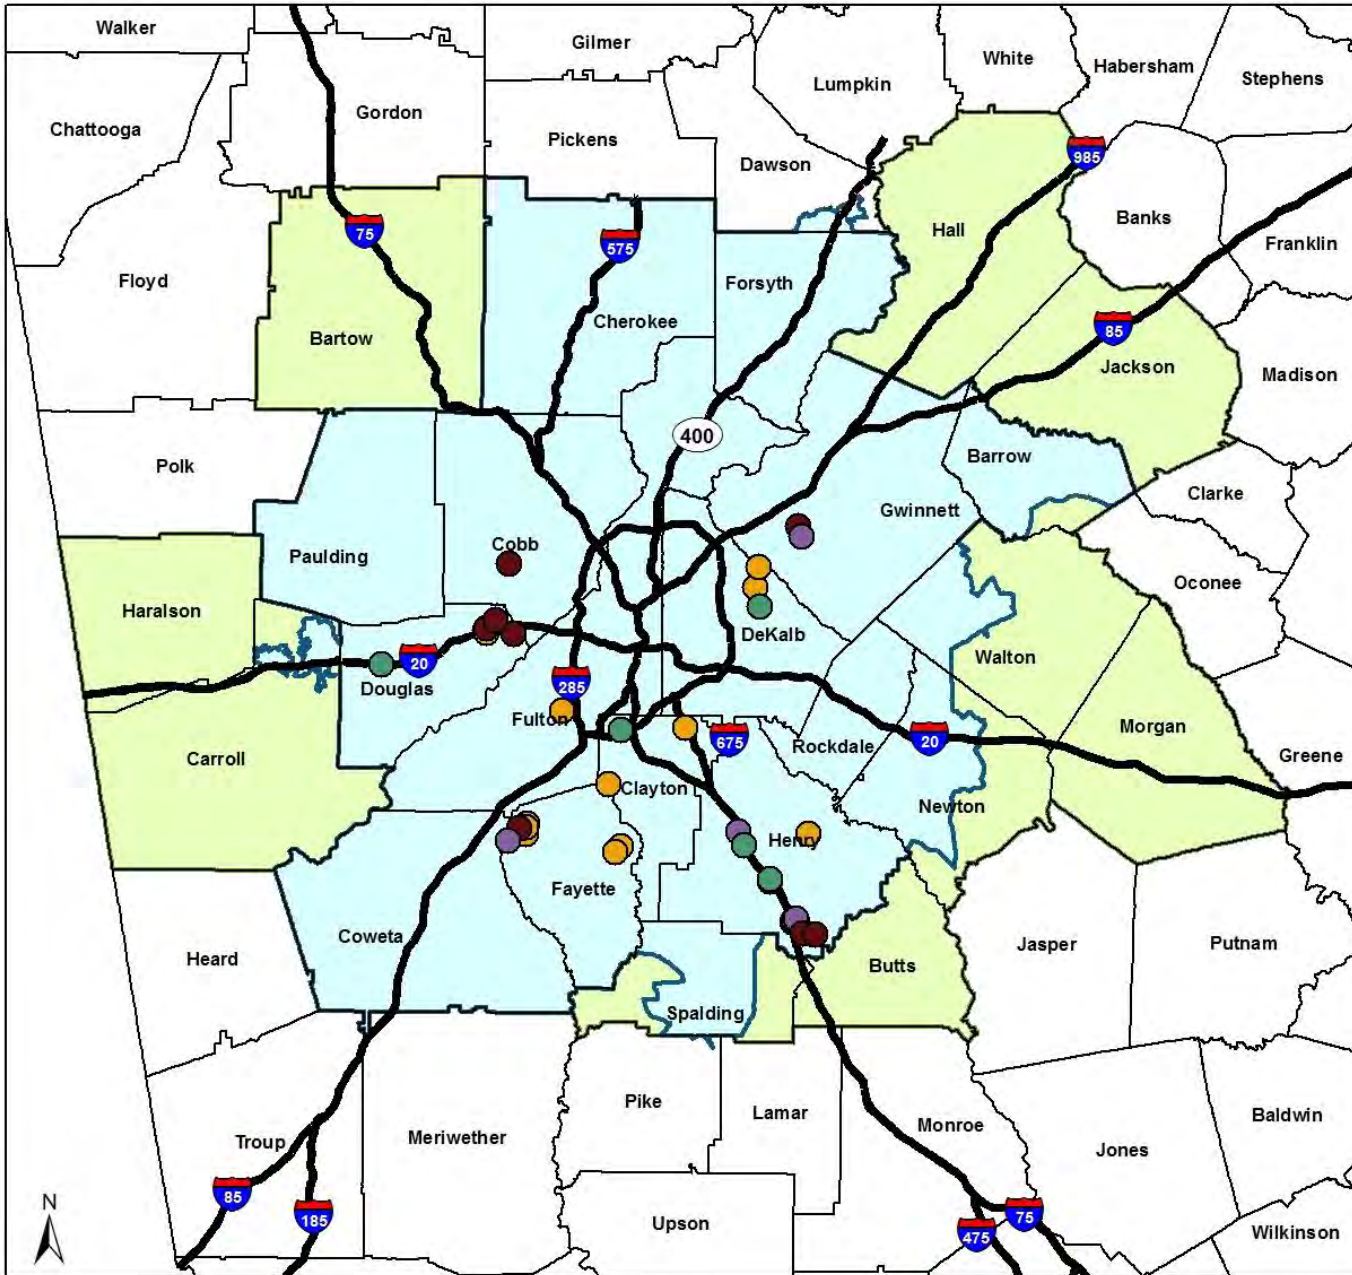 Walker
Gilmer
White
Habersham
Stephens
Lumpkin
Chattooga
Gordon
Pickens
Dawson
985
Banks
Hall
75
575
Franklin
Floyd
Forsyth
Cherokee
85
Bartow
Jackson
Madison
400
Polk
Barrow
Clarke
Gwinnett
Cobb
Paulding
Oconee
Haralson
DeKalb
Walton
20
Douglas
285
Fulton
Morgan
675
20
Rockdale
Carroll
Greene
Clayton
Newton
Henry
Fayette
Coweta
Heard
Jasper
Putnam
Butts
Spalding
Pike
Lamar
Monroe
Baldwin
Troup
Meriwether
Jones
85
185
N
Upson
75
475
Wilkinson